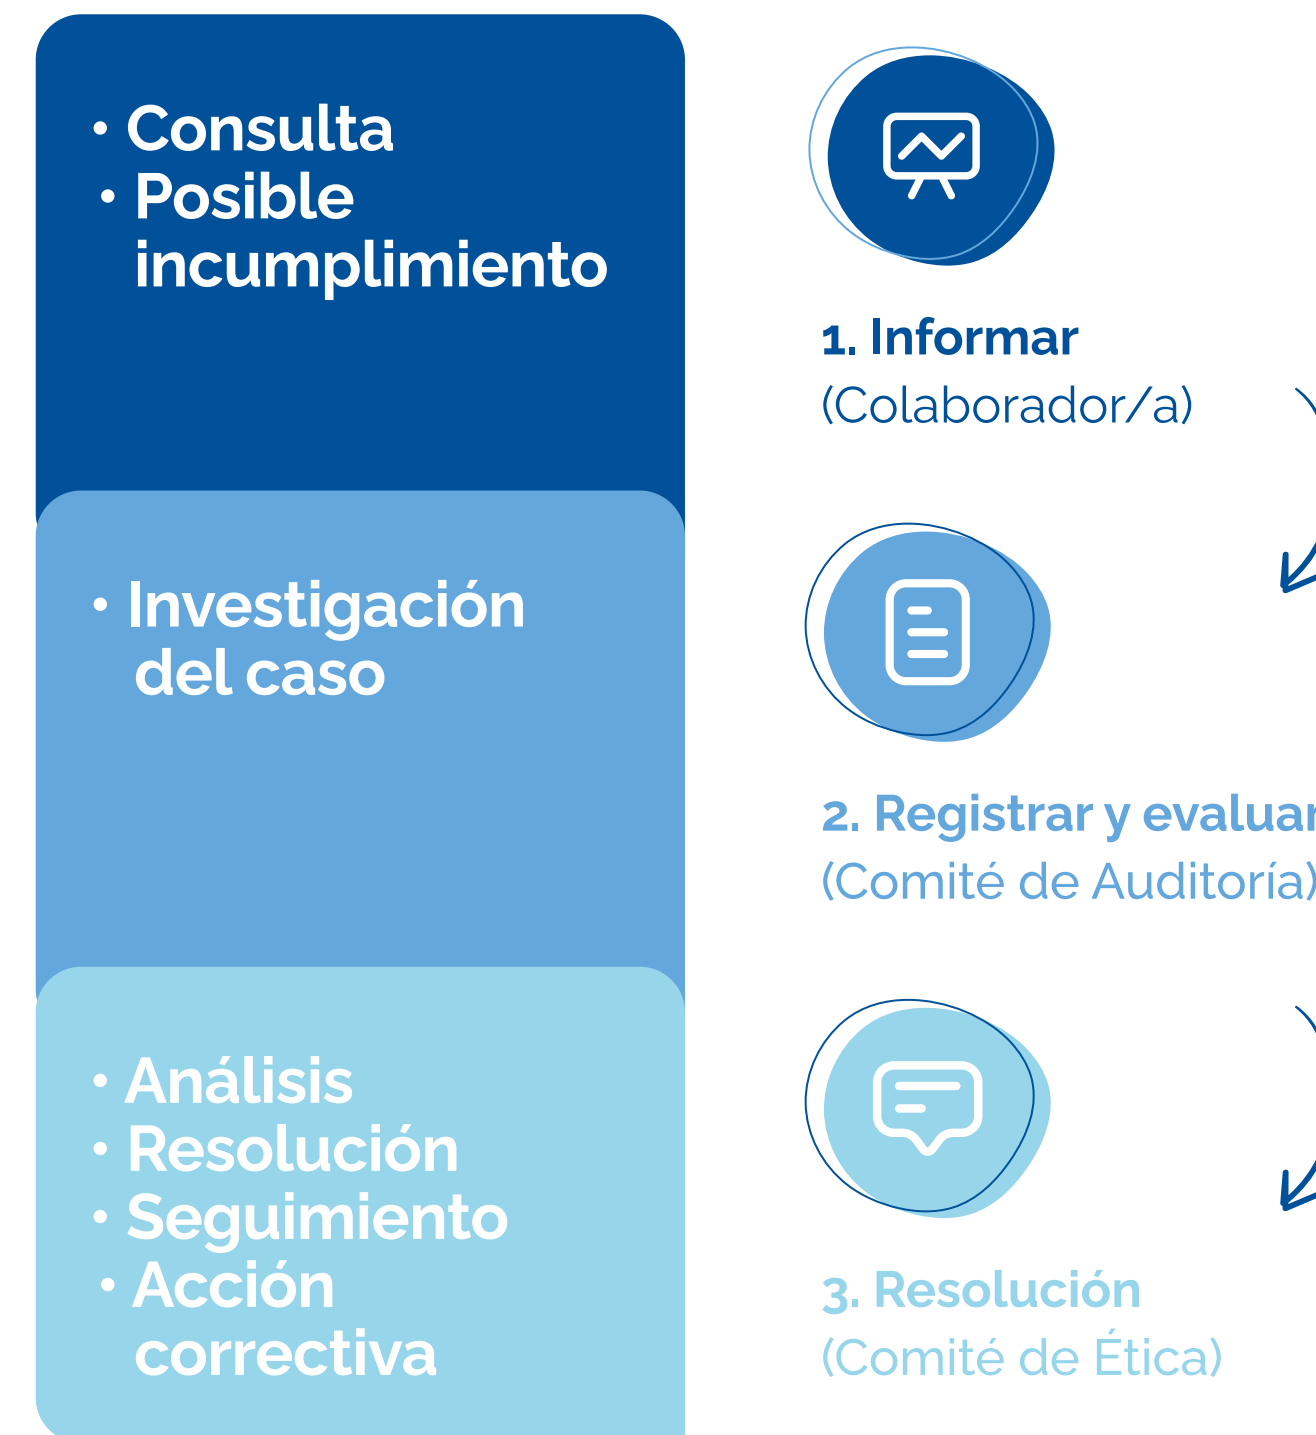 • Consulta
• Posible
incumplimiento
1. Informar
(Colaborador/a)
• Investigación
del caso
2. Registrar y evaluar
(Comité de Auditoría)
• Análisis
• Resolución
• Seguimiento
• Acción
correctiva
3. Resolución
(Comité de Ética)